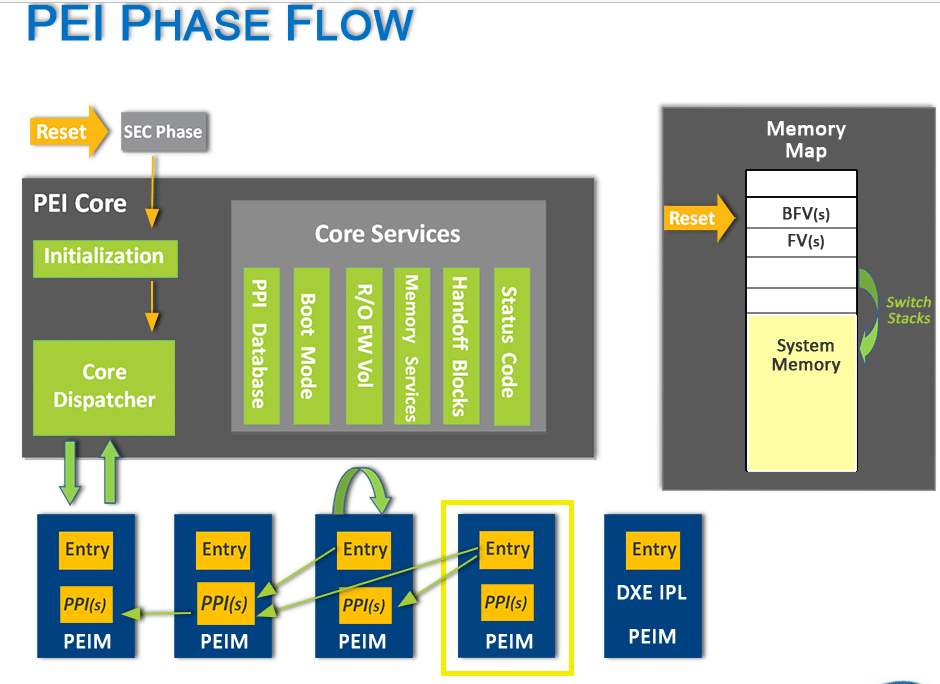 PEI PHASE FLOW
Reset
SEC Phase
PEI Core
Initialization
Core
Dispatcher
Core Services
PPI Database
Boot Mode
R/O FW Vol
Memory Services
Handoff Blocks
Status Code
Memory
Map
Reset
BFV(s)
FV(s)
Switch
Stacks
System
Memory
Entry
PPI(s)
PEIM
Entry
PPI(s)
PEIM
Entry
PPI(s)
PEIM
Entry
PPI(s)
PEIM
Entry
DXE IPL
PEIM